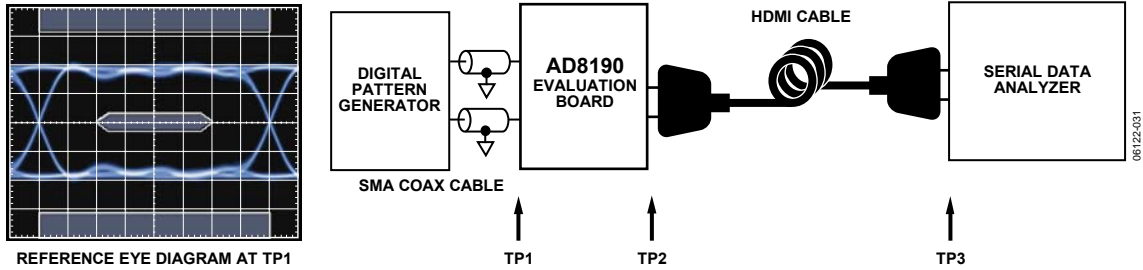 HDMI CABLE
DIGITAL
PATTERN
GENERATOR
AD8190
EVALUATION
BOARD
SERIAL DATA
ANALYZER
SMA COAX CABLE
REFERENCE EYE DIAGRAM AT TP1
TP1
TP2
TP3
06122-031